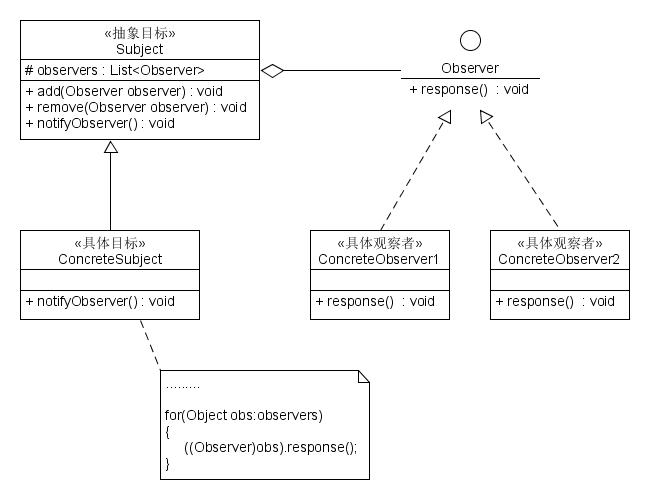 《抽象目标》
Subject
# observers : List<Observer>
+ add(Observer observer) : void
+ remove(Observer observer) : void
+ notifyObserver() : void
Observer
+ response() : void
《具体目标》
ConcreteSubject
+ notifyObserver() : void
《具体观察者》
ConcreteObserver1
+ response() : void
《具体观察者》
ConcreteObserver2
+ response() : void
.........
for(Object obs:observers)
{
((Observer)obs).response();
}